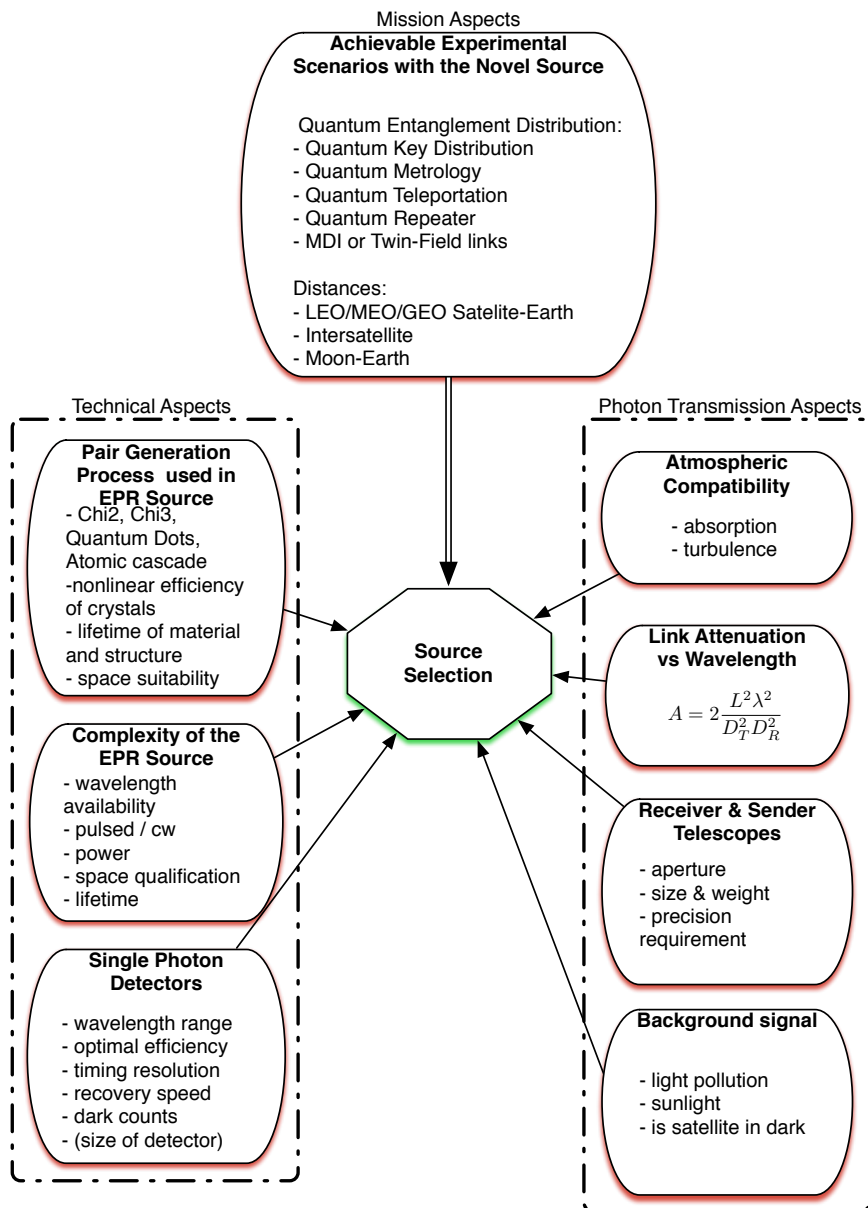 Mission Aspects
Achievable Experimental
Scenarios with the Novel Source
Quantum Entanglement Distribution:
- Quantum Key Distribution
- Quantum Metrology
- Quantum Teleportation
- Quantum Repeater
- MDI or Twin-Field links
Distances:
- LEO/MEO/GEO Satelite-Earth
- Intersatellite
- Moon-Earth
Technical Aspects
Pair Generation
Process used in
EPR Source
- Chi2, Chi3,
Quantum Dots,
Atomic cascade
-nonlinear efficiency
of crystals
- lifetime of material
and structure
- space suitability
Complexity of the
EPR Source
- wavelength
availability
- pulsed / cw
- power
- space qualification
- lifetime
Single Photon
Detectors
- wavelength range
- optimal efficiency
- timing resolution
- recovery speed
- dark counts
- (size of detector)
Source
Selection
Photon Transmission Aspects
Atmospheric
Compatibility
- absorption
- turbulence
Link Attenuation
vs Wavelength
A = 2 L² λ² / D_T² D_R²
Receiver & Sender
Telescopes
- aperture
- size & weight
- precision
requirement
Background signal
- light pollution
- sunlight
- is satellite in dark